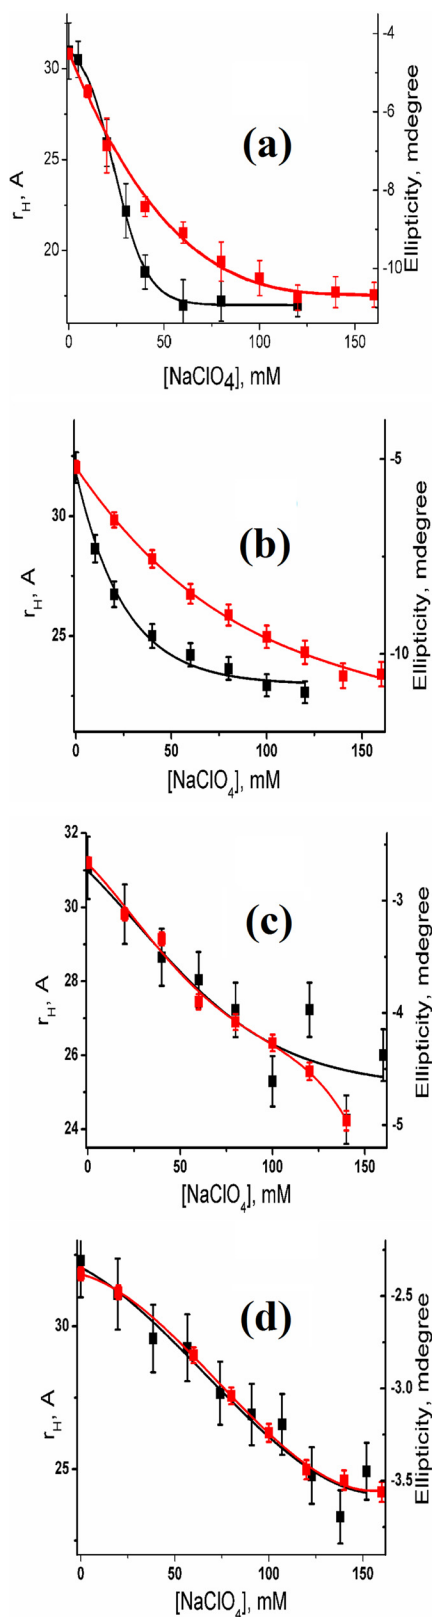 (a)
r_H, A
30
25
20
Ellipticity, mdegree
-4
-6
-8
-10
0 50 100 150
[NaClO4], mM
(b)
r_H, A
30
25
Ellipticity, mdegree
-5
-10
0 50 100 150
[NaClO_4], mM
(c)
r_H, A
32
30
28
26
24
Ellipticity, mdegree
-3
-4
-5
0 50 100 150
[NaClO_4], mM
(d)
r_H, A
30
25
Ellipticity, mdegree
-2.5
-3.0
-3.5
0 50 100 150
[NaClO_4], mM